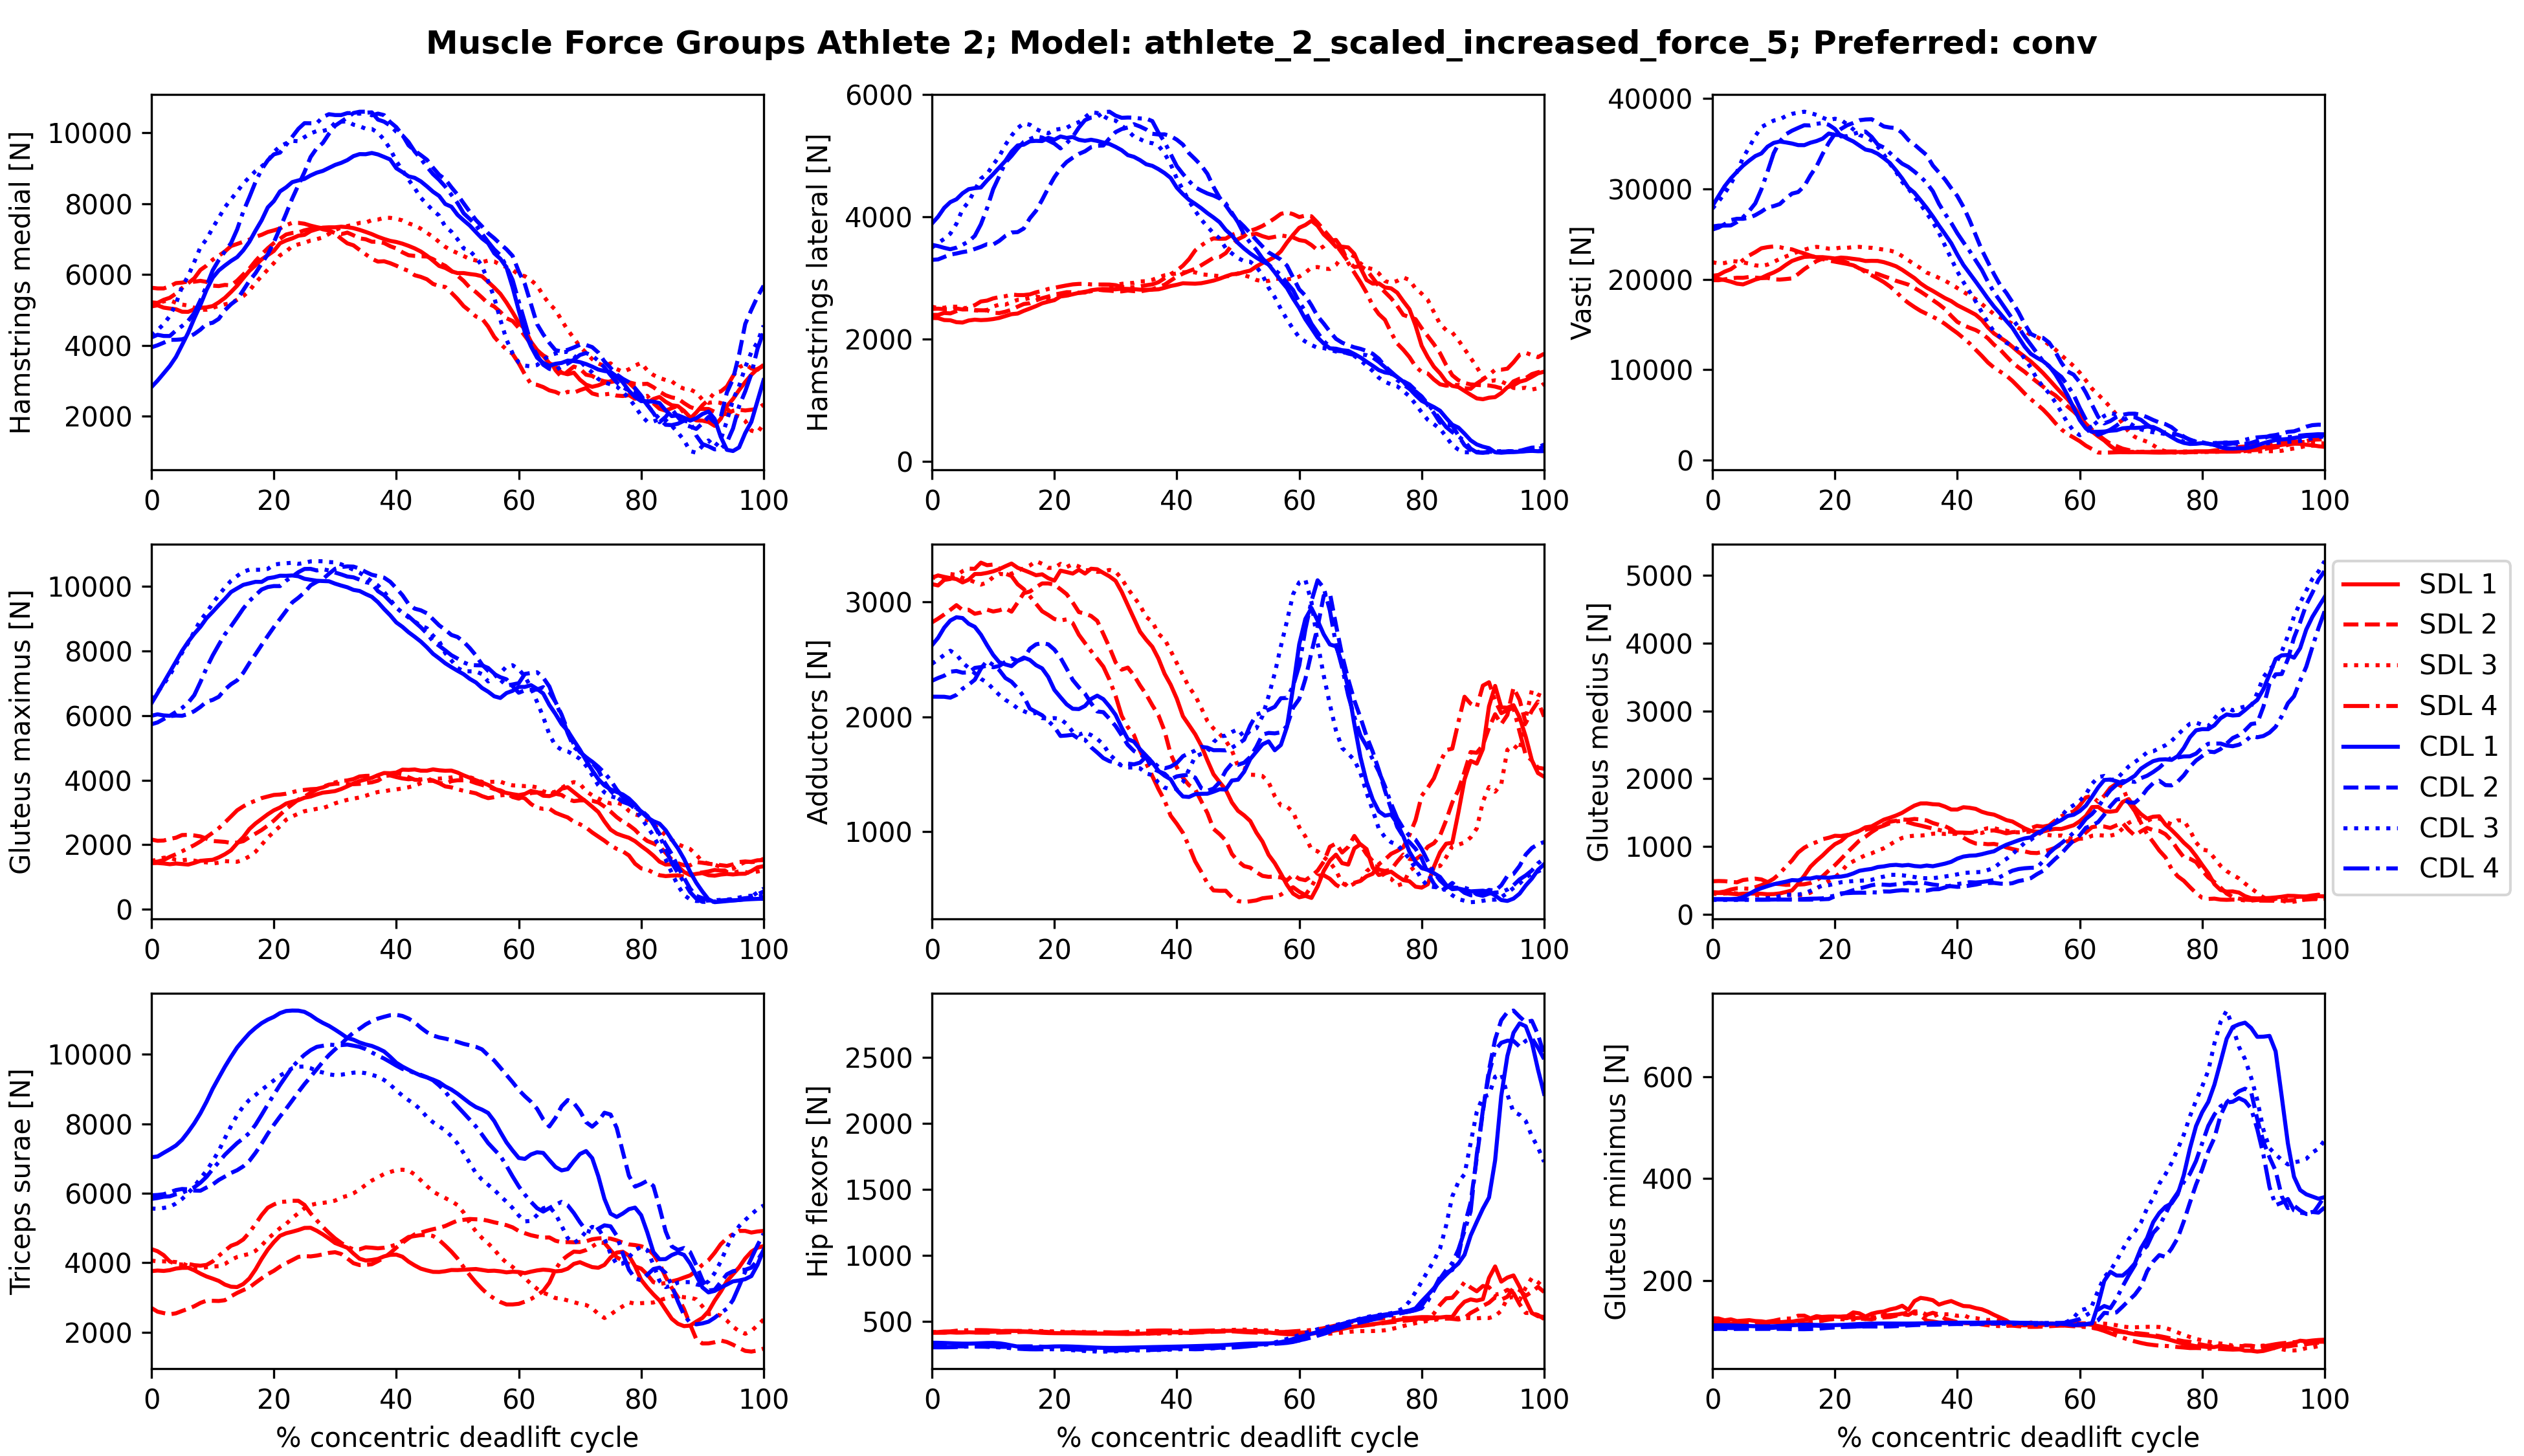 Muscle Force Groups Athlete 2; Model: athlete_2_scaled_increased_force_5; Preferred: conv
Hamstrings medial [N]
10000
8000
6000
4000
2000
0 20 40 60 80 100
Hamstrings lateral [N]
6000
4000
2000
0
0 20 40 60 80 100
Vasti [N]
40000
30000
20000
10000
0
0 20 40 60 80 100
Gluteus maximus [N]
10000
8000
6000
4000
2000
0
0 20 40 60 80 100
Adductors [N]
3000
2000
1000
0 20 40 60 80 100
Gluteus medius [N]
5000
4000
3000
2000
1000
0
0 20 40 60 80 100
SDL 1
SDL 2
SDL 3
SDL 4
CDL 1
CDL 2
CDL 3
CDL 4
Triceps surae [N]
10000
8000
6000
4000
2000
0 20 40 60 80 100
% concentric deadlift cycle
Hip flexors [N]
2500
2000
1500
1000
500
0 20 40 60 80 100
% concentric deadlift cycle
Gluteus minimus [N]
600
400
200
0 20 40 60 80 100
% concentric deadlift cycle